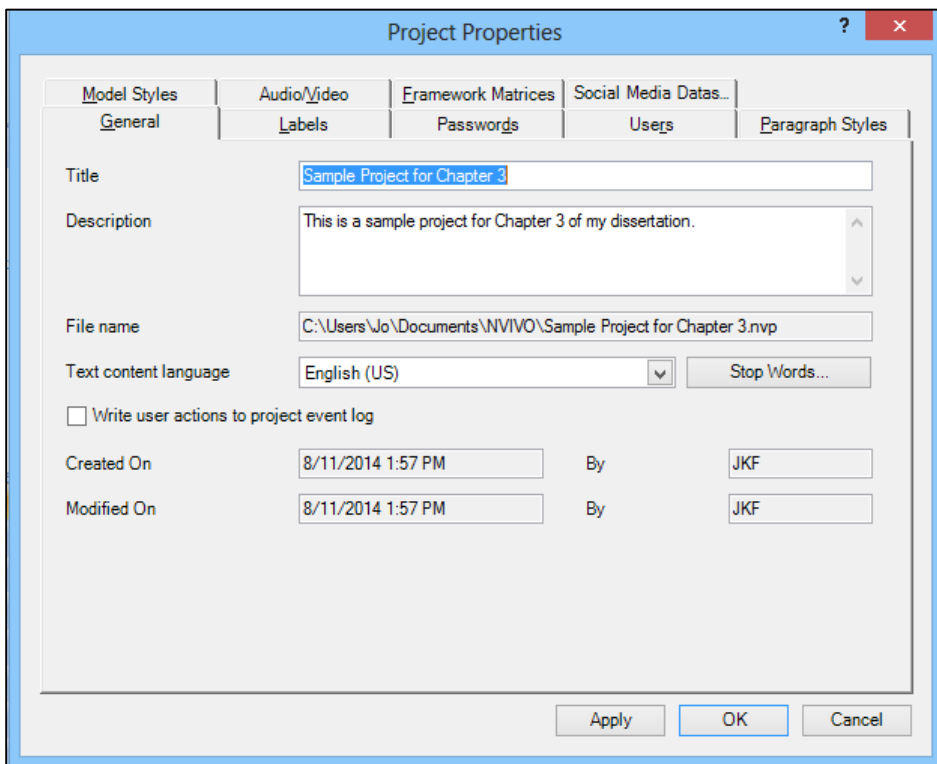 Project Properties
?
Model Styles Audio/Video Framework Matrices Social Media Datas...
General Labels Passwords Users Paragraph Styles
Title Sample Project for Chapter 3
Description This is a sample project for Chapter 3 of my dissertation.
File name C:\Users\Jo\Documents\NVIVO\Sample Project for Chapter 3.nvp
Text content language English (US) Stop Words...
Write user actions to project event log
Created On 8/11/2014 1:57 PM By JKF
Modified On 8/11/2014 1:57 PM By JKF
Apply OK Cancel